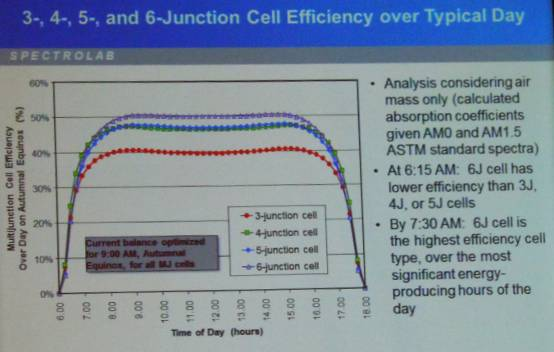 3-, 4-, 5-, and 6-Junction Cell Efficiency over Typical Day
SPECTROLAB
Multijunction Cell Efficiency
Over Day on Autumnal Equinos (%)
60%
50%
40%
30%
20%
10%
0%
Current balance optimized
for 9:00 AM, Autumnal
Equinos, for all MJ cells
3-junction cell
4-junction cell
5-junction cell
6-junction cell
6.00
7.00
8.00
9.00
10.00
11.00
12.00
13.00
14.00
15.00
16.00
17.00
18.00
Time of Day (hours)
• Analysis considering air
mass only (calculated
absorption coefficients
given AM0 and AM1.5
ASTM standard spectra)
• At 6:15 AM: 6J cell has
lower efficiency than 3J,
4J, or 5J cells
• By 7:30 AM: 6J cell is
the highest efficiency cell
type, over the most
significant energy-
producing hours of the
day